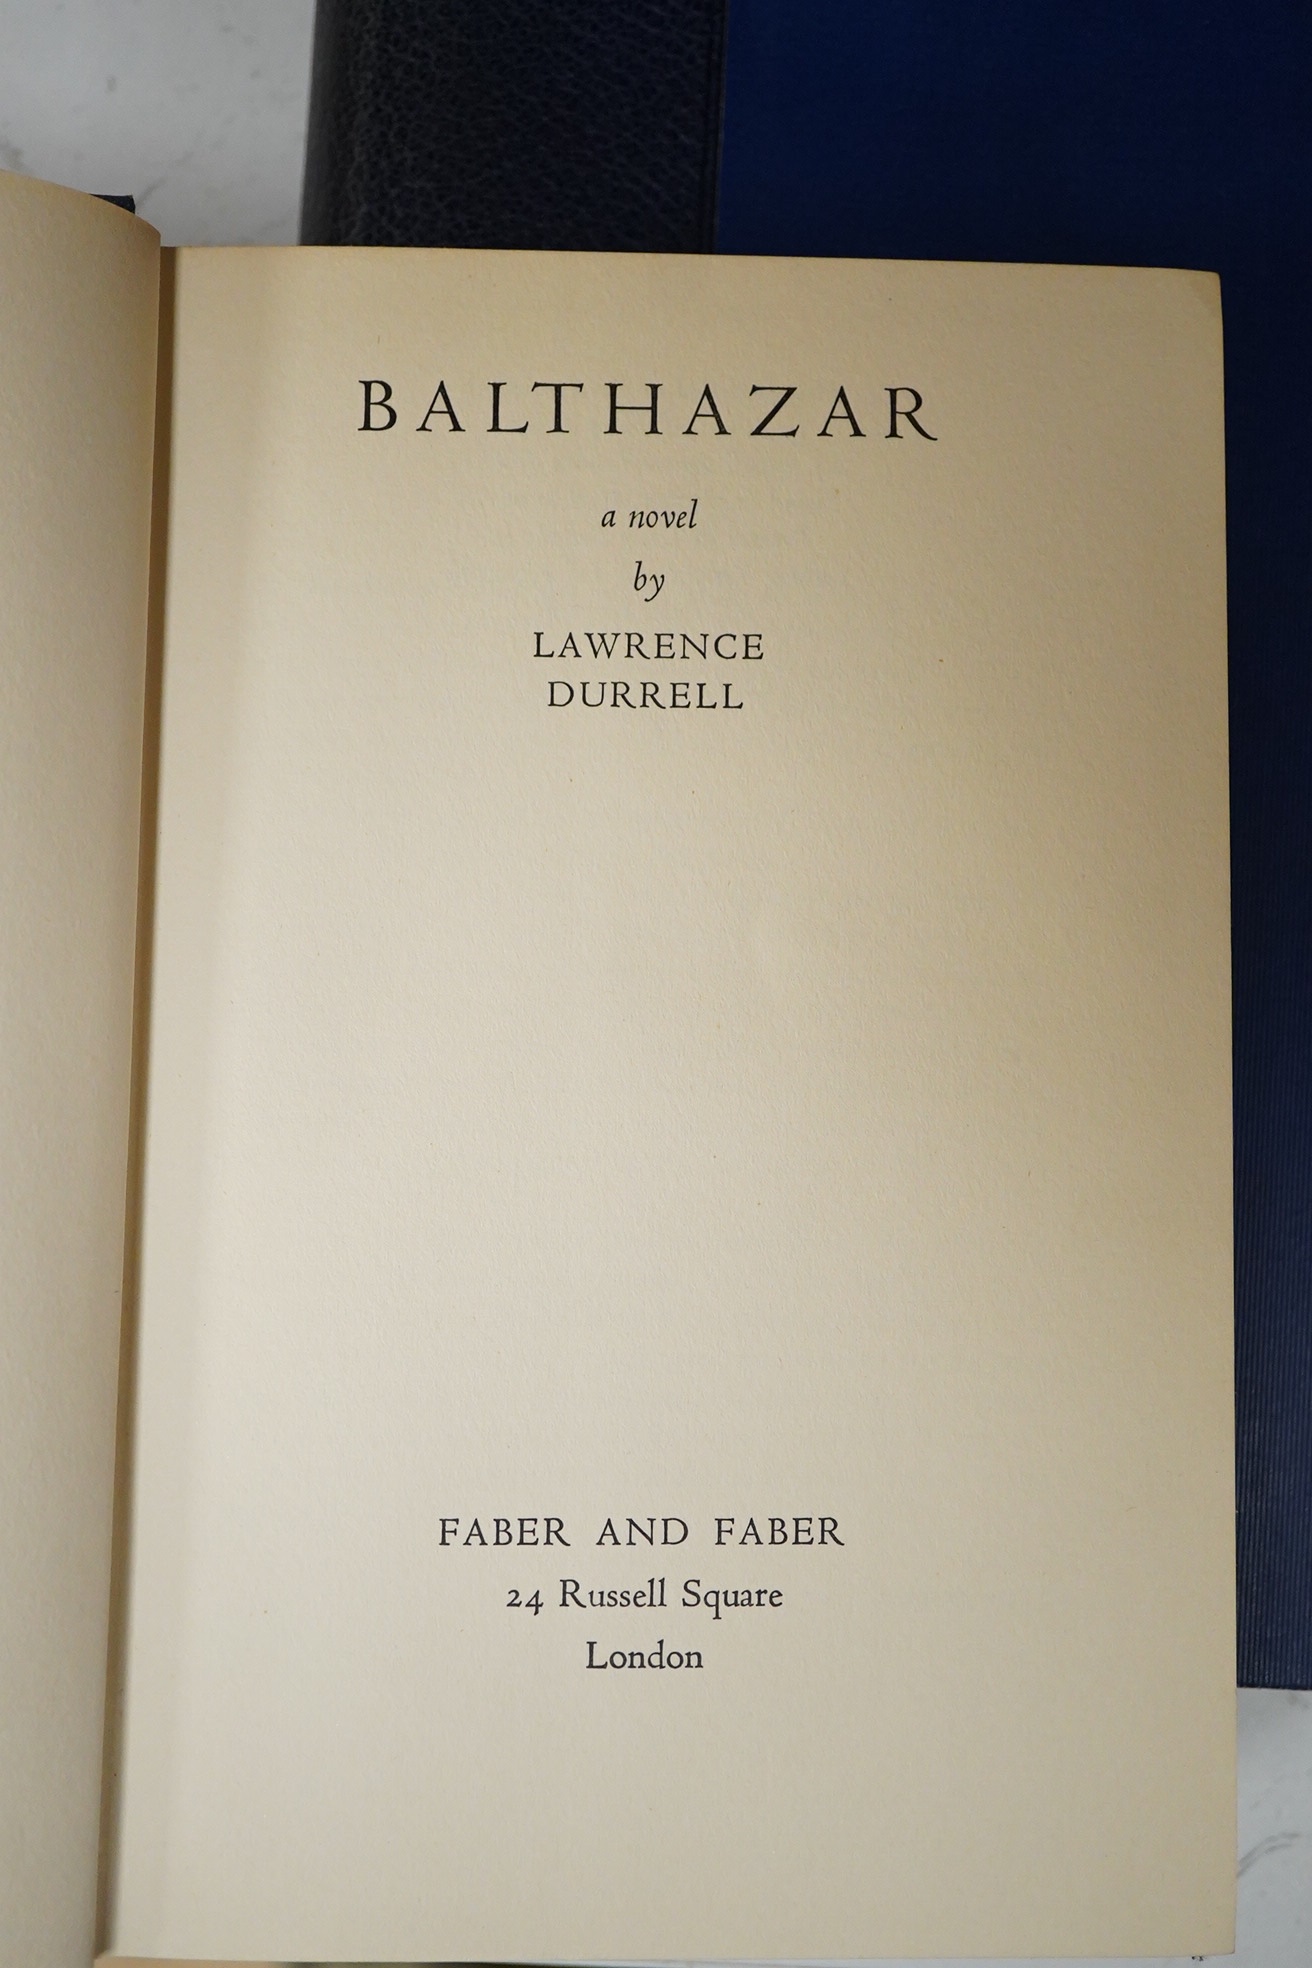 BALTHAZAR
a novel
by
LAWRENCE
DURRELL
FABER AND FABER
24 Russell Square
London